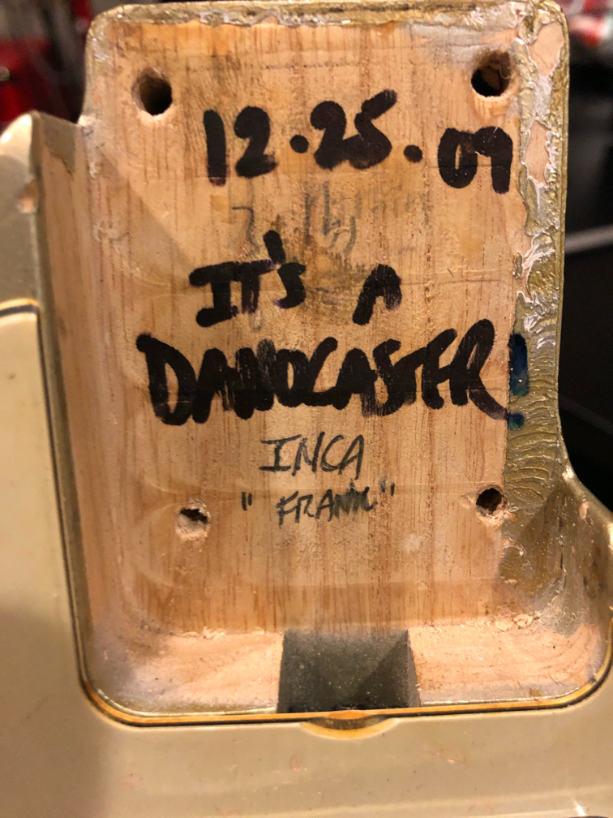 12.25.09
IT'S A
DANOCASTER
INCA
"FRANK"